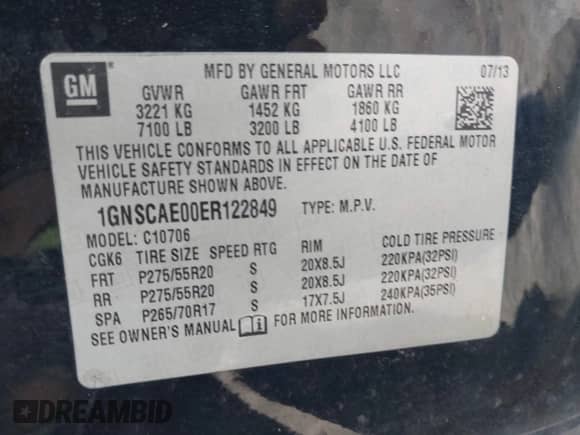 GM ®
MFD BY GENERAL MOTORS LLC 07/13
GVWR GAWR FRT GAWR RR
3221 KG 1452 KG 1860 KG
7100 LB 3200 LB 4100 LB
THIS VEHICLE CONFORMS TO ALL APPLICABLE U.S. FEDERAL MOTOR
VEHICLE SAFETY STANDARDS IN EFFECT ON THE DATE OF
MANUFACTURE SHOWN ABOVE.
1GNSCAE00ER122849 TYPE: M.P.V.
MODEL: C10706
CGK6 TIRE SIZE SPEED RTG RIM COLD TIRE PRESSURE
FRT P275/55R20 S 20X8.5J 220KPA(32PSI)
RR P275/55R20 S 20X8.5J 220KPA(32PSI)
SPA P265/70R17 S 17X7.5J 240KPA(35PSI)
SEE OWNER'S MANUAL FOR MORE INFORMATION.
DREAMBID